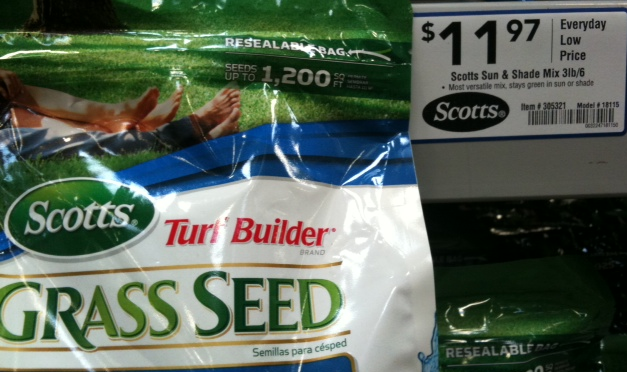 RESEALABLE BAG
SEEDS
UP TO 1,200 SQ
FT
Scotts®
Turf Builder
BRAND
GRASS SEED
Semillas para césped
$11 97
Everyday
Low
Price
Scotts Sun & Shade Mix 3lb/6
• Most versatile mix, stays green in sun or shade
Scotts®
Item # 305321 Model # 18115
RESEALABLE BAG